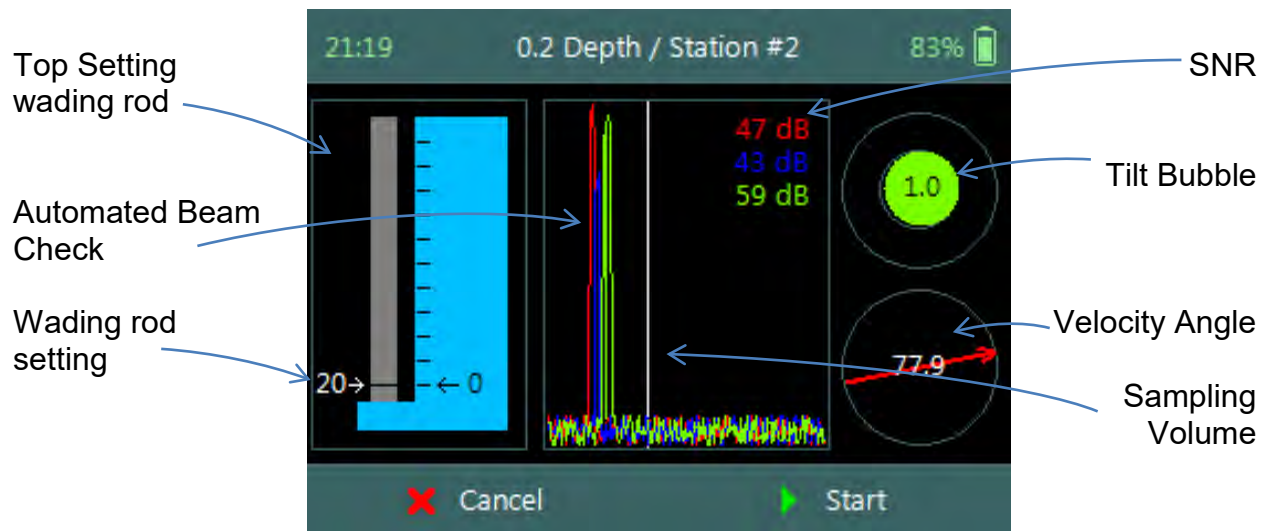 21:19
0.2 Depth / Station #2
83%
Top Setting
wading rod
SNR
47 dB
43 dB
59 dB
1.0
Tilt Bubble
Automated Beam
Check
Wading rod
setting
20→
← 0
Velocity Angle
77.9
Sampling
Volume
Cancel
Start